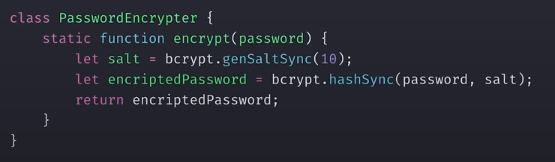 class PasswordEncrypter {
    static function encrypt(password) {
        let salt = bcrypt.genSaltSync(10);
        let encriptedPassword = bcrypt.hashSync(password, salt);
        return encriptedPassword;
    }
}